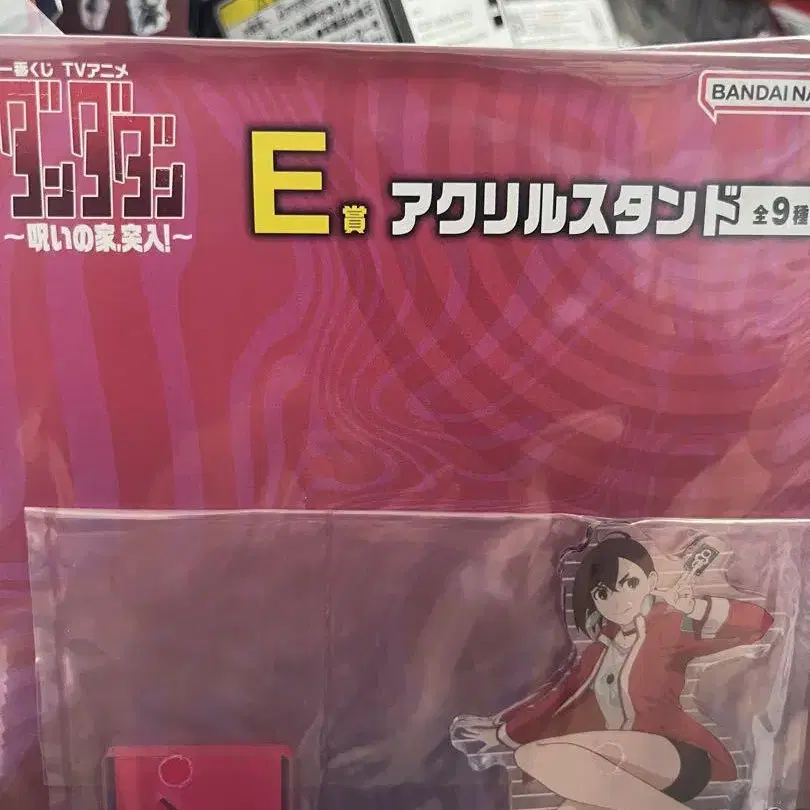 一番くじ TVアニメ
ダンダダン
～呪いの家、突入!～
BANDAI NA
E賞 アクリルスタンド 全9種